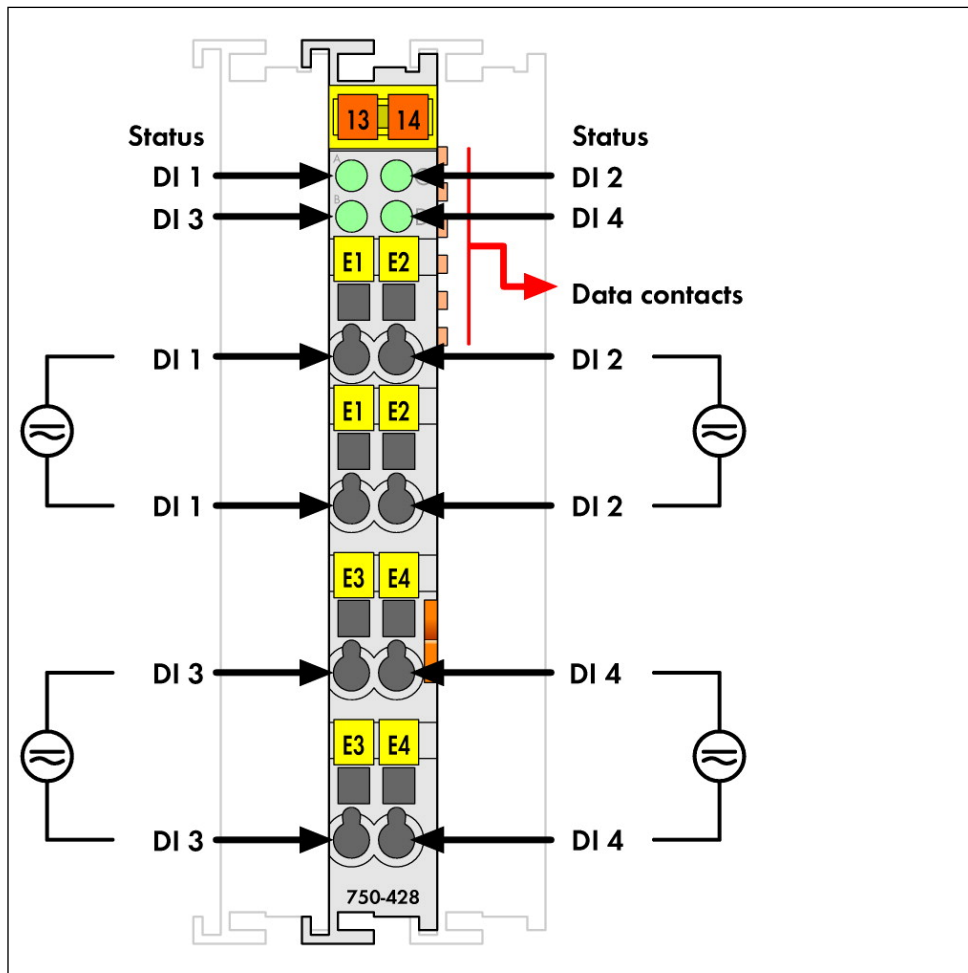 13 14
Status Status
A
DI 1 C DI 2
B
DI 3 D DI 4
E1 E2
Data contacts
DI 1 DI 2
E1 E2
DI 1 DI 2
E3 E4
DI 3 DI 4
E3 E4
DI 3 DI 4
750-428